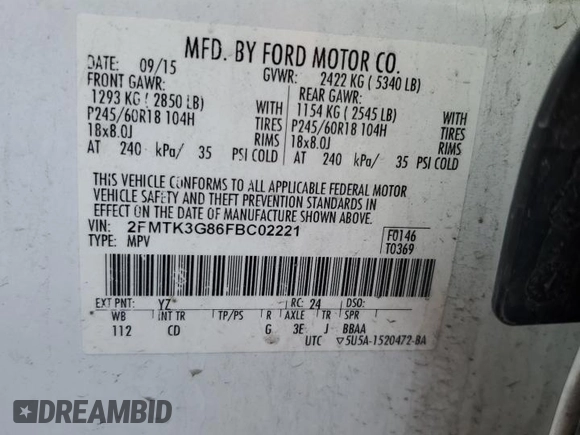 MFD. BY FORD MOTOR CO.
DATE: 09/15 GVWR: 2422 KG ( 5340 LB)
FRONT GAWR: REAR GAWR:
1293 KG ( 2850 LB) WITH 1154 KG ( 2545 LB) WITH
P245/60R18 104H TIRES P245/60R18 104H TIRES
18x8.0J RIMS 18x8.0J RIMS
AT 240 kPa/ 35 PSI COLD AT 240 kPa/ 35 PSI COLD
THIS VEHICLE CONFORMS TO ALL APPLICABLE FEDERAL MOTOR
VEHICLE SAFETY AND THEFT PREVENTION STANDARDS IN
EFFECT ON THE DATE OF MANUFACTURE SHOWN ABOVE.
VIN: 2FMTK3G86FBC02221 F0146
TYPE: MPV T0369
EXT PNT: YZ RC: 24 DSO:
WB INT TR TP/PS R AXLE TR SPR
112 CD G 3E J BBAA
UTC ▽5U5A-1520472-BA
DREAMBID